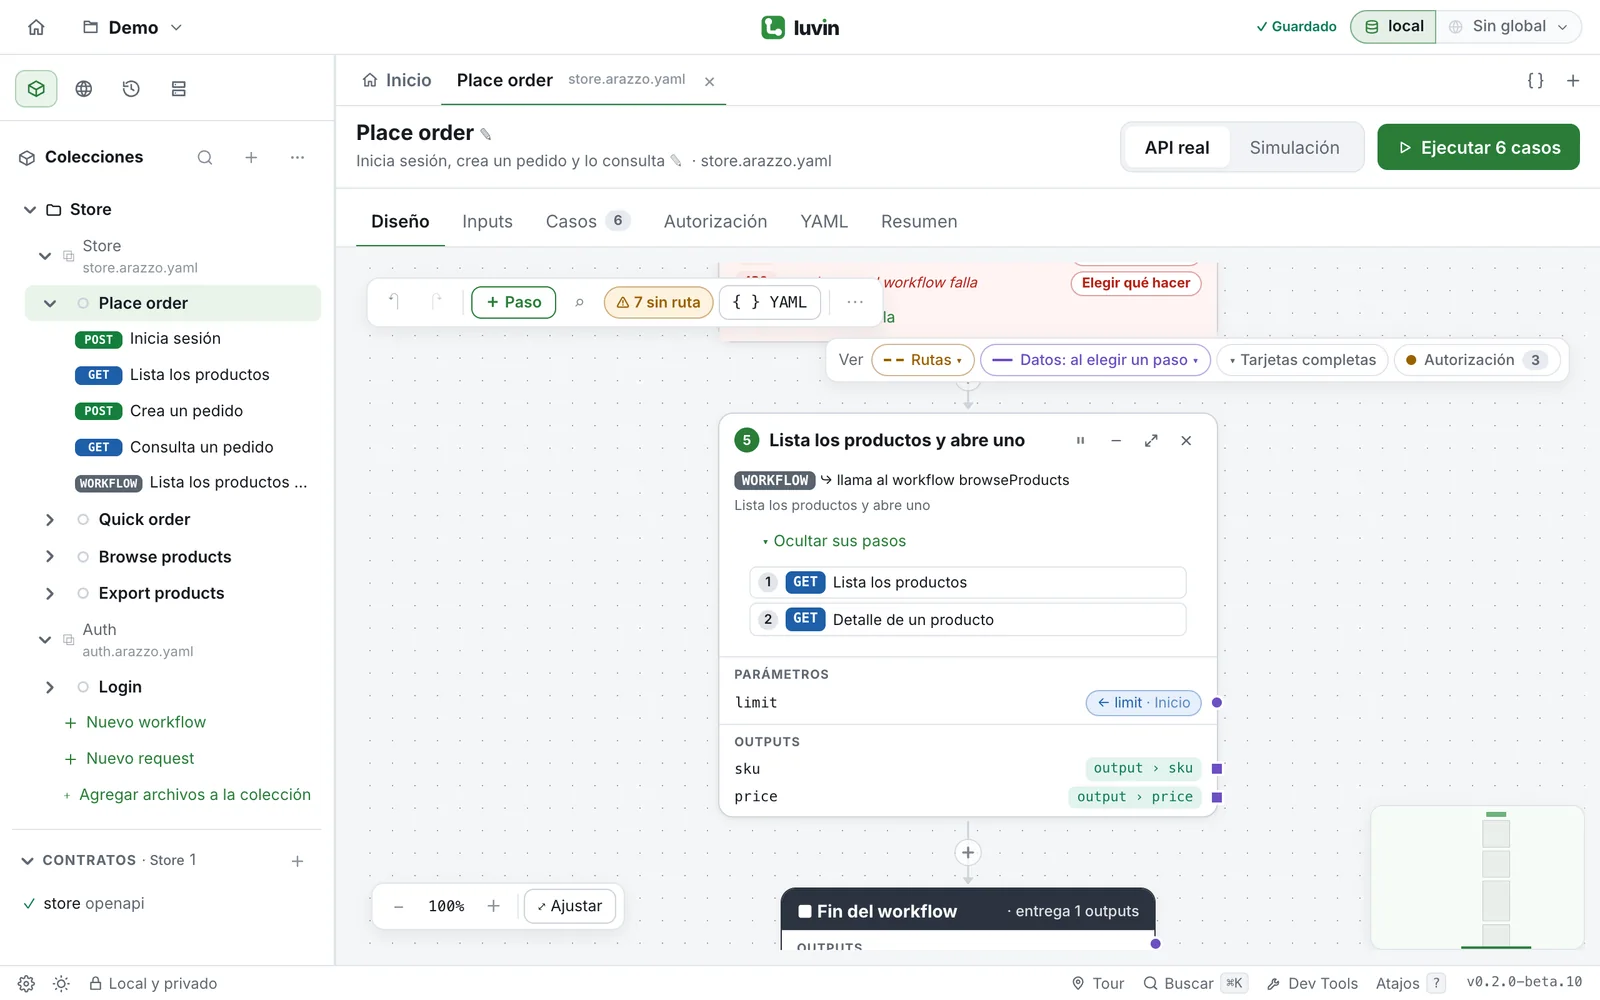 Demo
luvin
Guardado
local
Sin global
Inicio
Place order store.arazzo.yaml
Colecciones
Place order
Inicia sesión, crea un pedido y lo consulta · store.arazzo.yaml
API real
Simulación
Ejecutar 6 casos
Store
Store
store.arazzo.yaml
Place order
POST Inicia sesión
GET Lista los productos
POST Crea un pedido
GET Consulta un pedido
WORKFLOW Lista los productos ...
Quick order
Browse products
Export products
Auth
auth.arazzo.yaml
Login
+ Nuevo workflow
+ Nuevo request
+ Agregar archivos a la colección
CONTRATOS · Store 1
store openapi
Diseño
Inputs
Casos 6
Autorización
YAML
Resumen
workflow falla
Elegir qué hacer
+ Paso
7 sin ruta
{ } YAML
la
Ver
Rutas
Datos: al elegir un paso
Tarjetas completas
Autorización 3
5 Lista los productos y abre uno
WORKFLOW ↪ llama al workflow browseProducts
Lista los productos y abre uno
Ocultar sus pasos
1 GET Lista los productos
2 GET Detalle de un producto
PARÁMETROS
limit ← limit · Inicio
OUTPUTS
sku output › sku
price output › price
Fin del workflow · entrega 1 outputs
OUTPUTS
− 100% +
Ajustar
Local y privado
Tour
Buscar ⌘K
Dev Tools
Atajos ?
v0.2.0-beta.10